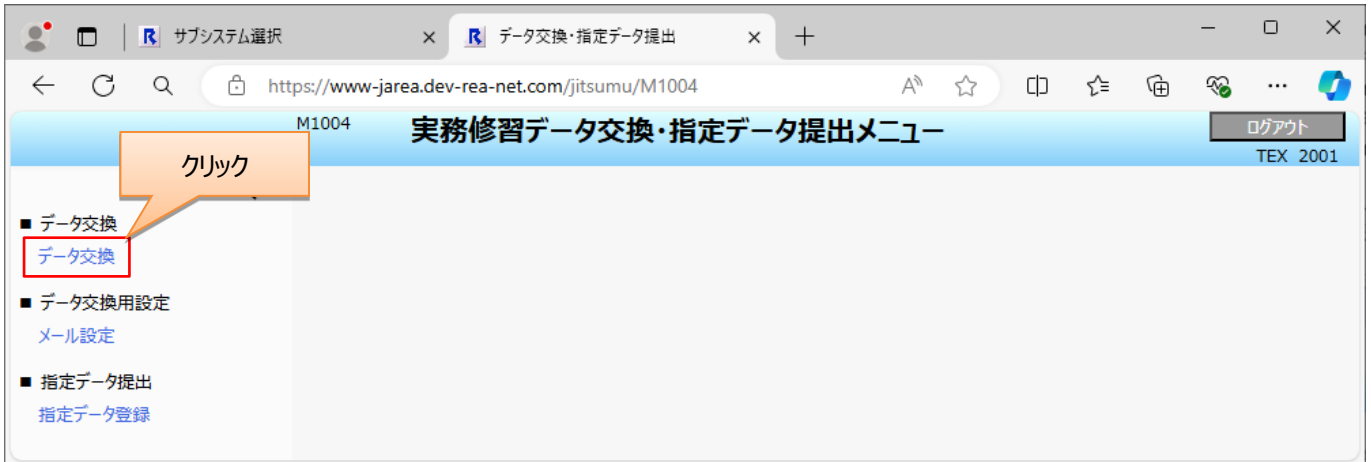 サブシステム選択
データ交換・指定データ提出
https://www-jarea.dev-rea-net.com/jitsumu/M1004
M1004
実務修習データ交換・指定データ提出メニュー
ログアウト
TEX 2001
クリック
■ データ交換
データ交換
■ データ交換用設定
メール設定
■ 指定データ提出
指定データ登録